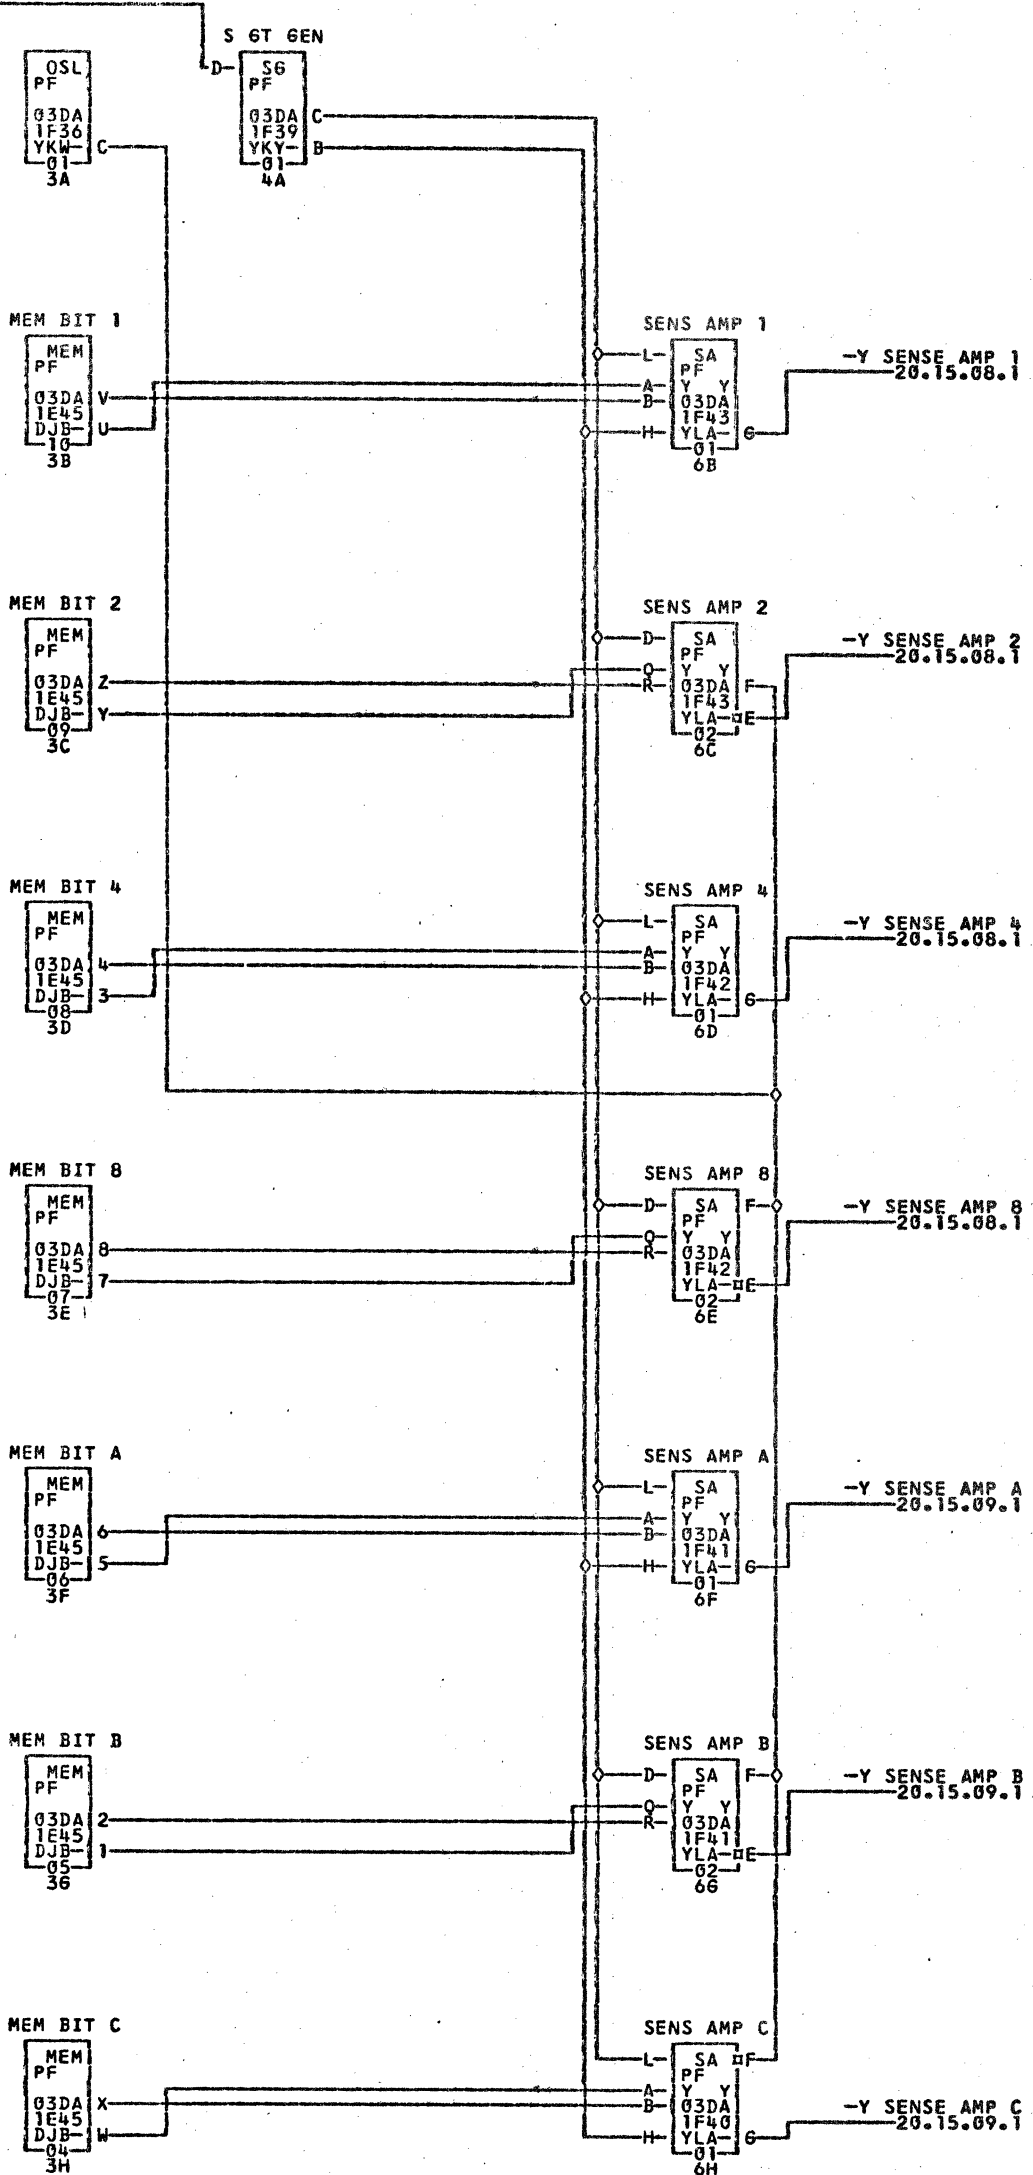 S GT GEN
OSL
PF
03DA
1F36
YKW C
01
3A
D SG
PF
03DA C
1F39
YKY B
01
4A
MEM BIT 1
MEM
PF
03DA V
1E45
DJB U
10
3B
SENS AMP 1
L SA
PF
A Y Y
B 03DA
1F43
H YLA G
01
6B
-Y SENSE AMP 1
20.15.08.1
MEM BIT 2
MEM
PF
03DA Z
1E45
DJB Y
09
3C
SENS AMP 2
D SA
PF
Q Y Y
R 03DA F
1F43
YLA ¤E
02
6C
-Y SENSE AMP 2
20.15.08.1
MEM BIT 4
MEM
PF
03DA 4
1E45
DJB 3
08
3D
SENS AMP 4
L SA
PF
A Y Y
B 03DA
1F42
H YLA G
01
6D
-Y SENSE AMP 4
20.15.08.1
MEM BIT 8
MEM
PF
03DA 8
1E45
DJB 7
07
3E
SENS AMP 8
D SA F
PF
Q Y Y
R 03DA
1F42
YLA ¤E
02
6E
-Y SENSE AMP 8
20.15.08.1
MEM BIT A
MEM
PF
03DA 6
1E45
DJB 5
06
3F
SENS AMP A
L SA
PF
A Y Y
B 03DA
1F41
H YLA G
01
6F
-Y SENSE AMP A
20.15.09.1
MEM BIT B
MEM
PF
03DA 2
1E45
DJB 1
05
3G
SENS AMP B
D SA F
PF
Q Y Y
R 03DA
1F41
YLA ¤E
02
6G
-Y SENSE AMP B
20.15.09.1
MEM BIT C
MEM
PF
03DA X
1E45
DJB W
04
3H
SENS AMP C
L SA ¤F
PF
A Y Y
B 03DA
1F40
H YLA G
01
6H
-Y SENSE AMP C
20.15.09.1